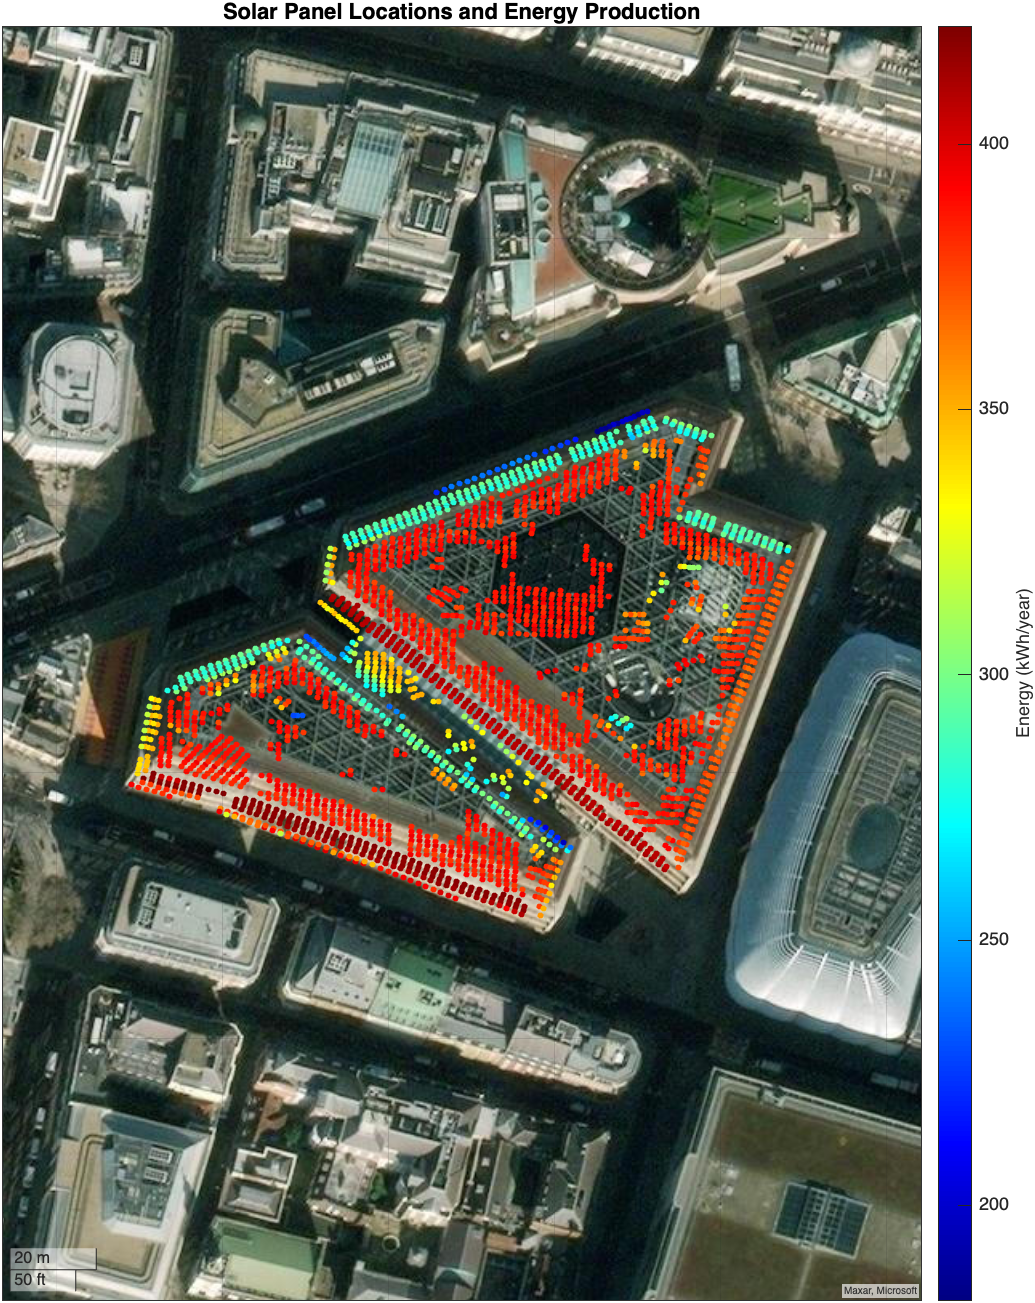 Solar Panel Locations and Energy Production
400
350
300
250
200
Energy (kWh/year)
20 m
50 ft
Maxar, Microsoft